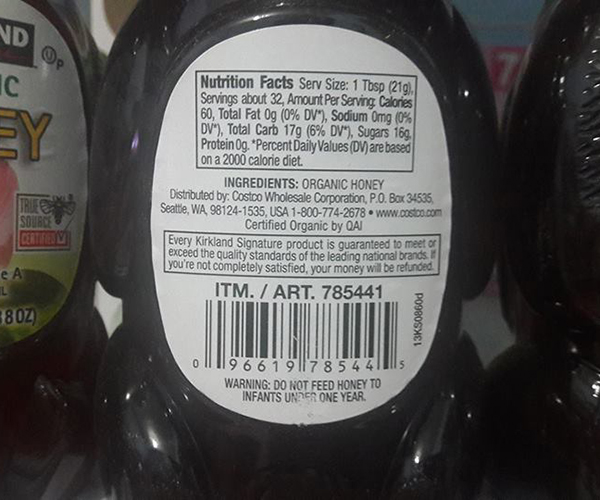 ND
UP
IC
EY
TRUE
SOURCE
CERTIFIED
A
8 OZ)
Nutrition Facts Serv Size: 1 Tbsp (21g),
Servings about 32, Amount Per Serving: Calories
60, Total Fat 0g (0% DV*), Sodium 0mg (0%
DV*), Total Carb 17g (6% DV*), Sugars 16g,
Protein 0g. *Percent Daily Values (DV) are based
on a 2000 calorie diet.
INGREDIENTS: ORGANIC HONEY
Distributed by: Costco Wholesale Corporation, P.O. Box 34535,
Seattle, WA, 98124-1535, USA 1-800-774-2678 • www.costco.com
Certified Organic by QAI
Every Kirkland Signature product is guaranteed to meet or
exceed the quality standards of the leading national brands. If
you're not completely satisfied, your money will be refunded.
ITM. / ART. 785441
13KS0860d
0 96619 78544 5
WARNING: DO NOT FEED HONEY TO
INFANTS UNDER ONE YEAR.
7